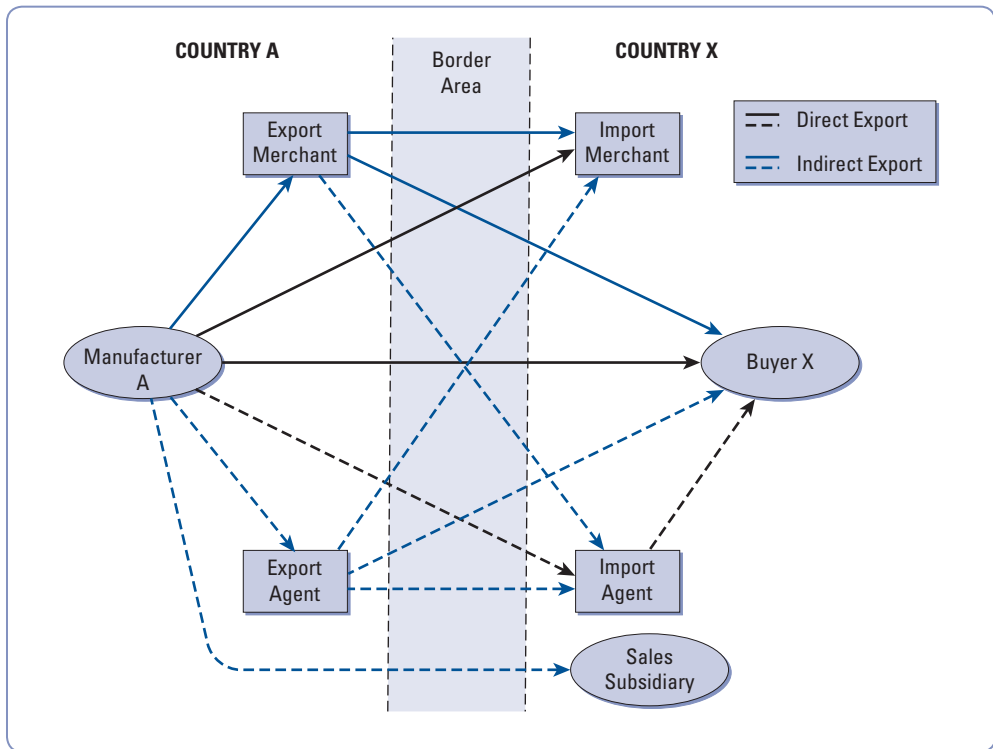 COUNTRY A
Border
Area
COUNTRY X
Export
Merchant
Import
Merchant
Direct Export
Indirect Export
Manufacturer
A
Buyer X
Export
Agent
Import
Agent
Sales
Subsidiary